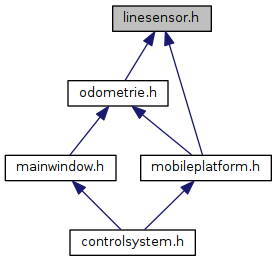 linesensor.h
odometrie.h
mainwindow.h
mobileplatform.h
controlsystem.h